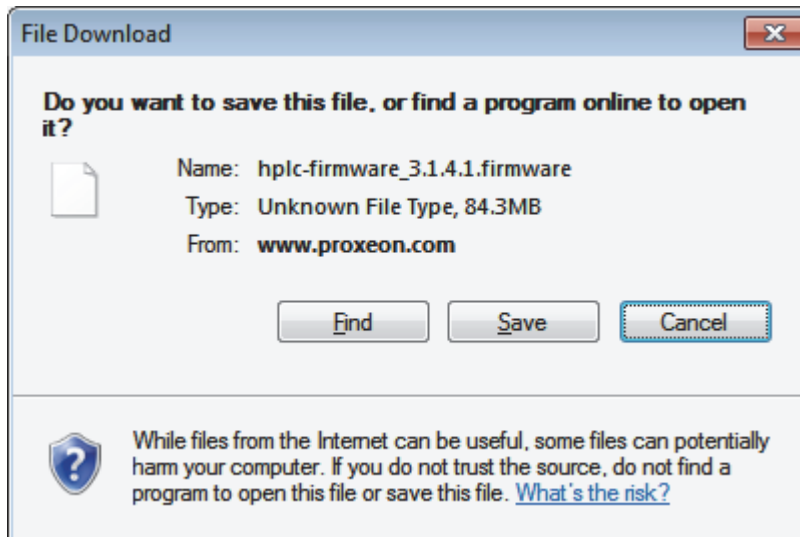 File Download
Do you want to save this file, or find a program online to open
it?
Name: hplc-firmware_3.1.4.1.firmware
Type: Unknown File Type, 84.3MB
From: www.proxeon.com
Find Save Cancel
While files from the Internet can be useful, some files can potentially
harm your computer. If you do not trust the source, do not find a
program to open this file or save this file. What's the risk?